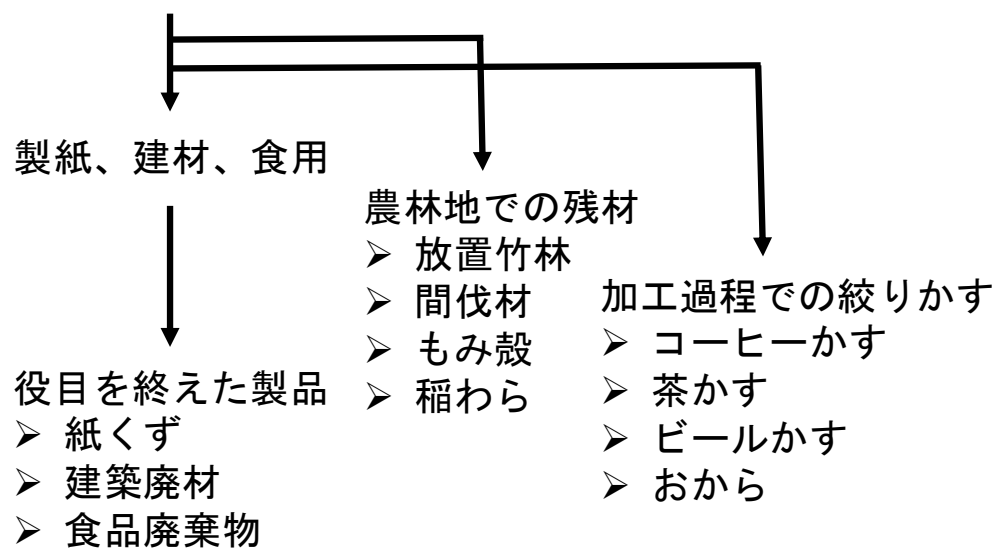 製紙、建材、食用
役目を終えた製品
➢ 紙くず
➢ 建築廃材
➢ 食品廃棄物
農林地での残材
➢ 放置竹林
➢ 間伐材
➢ もみ殻
➢ 稲わら
加工過程での絞りかす
➢ コーヒーかす
➢ 茶かす
➢ ビールかす
➢ おから